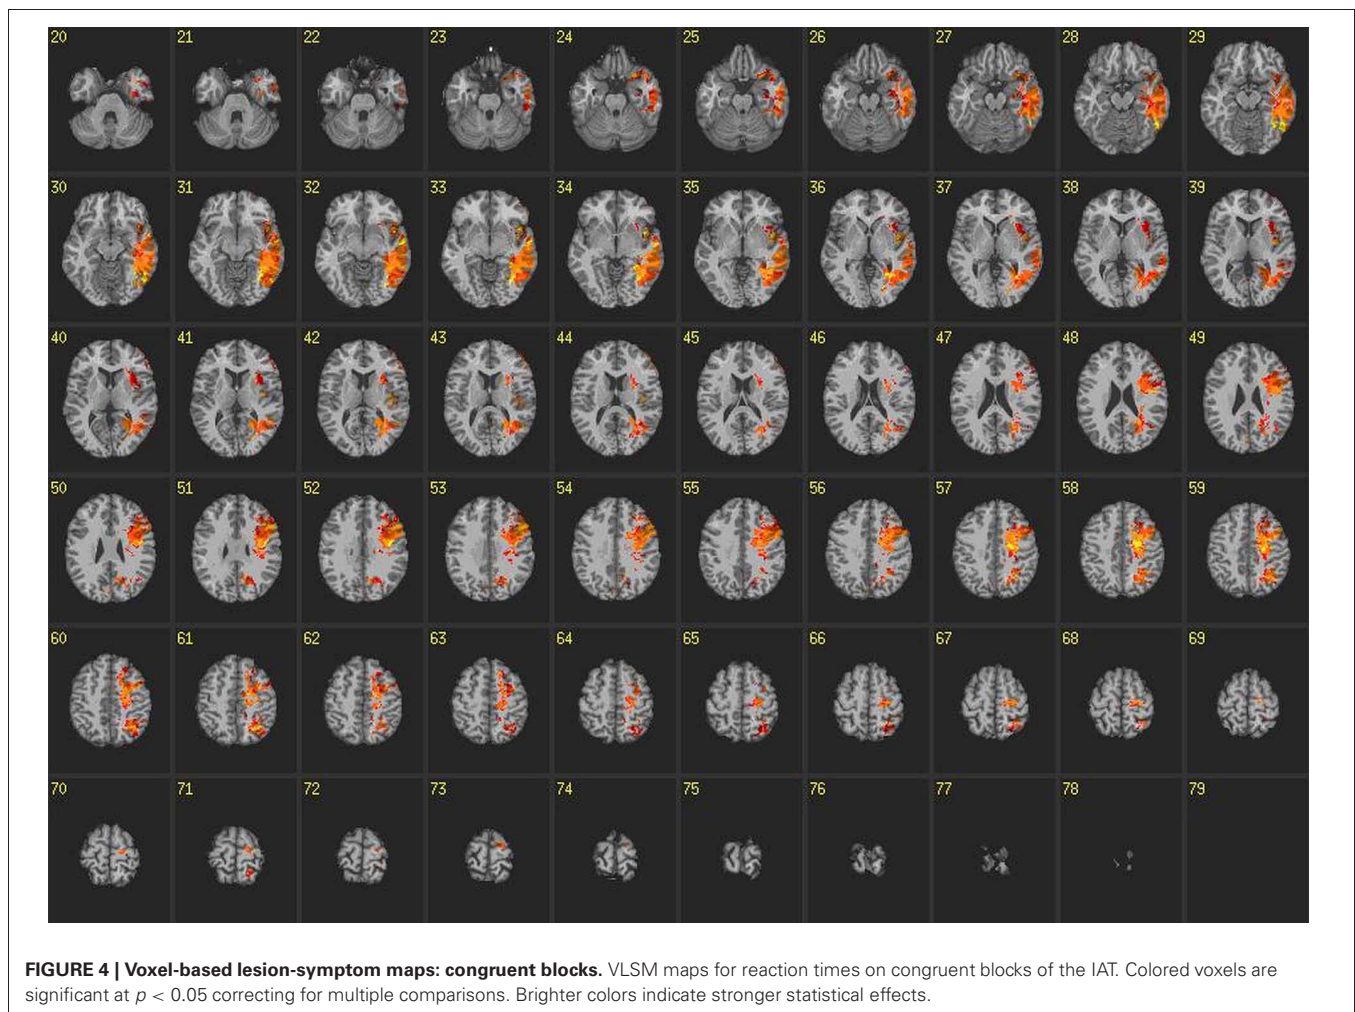 20 21 22 23 24 25 26 27 28 29
30 31 32 33 34 35 36 37 38 39
40 41 42 43 44 45 46 47 48 49
50 51 52 53 54 55 56 57 58 59
60 61 62 63 64 65 66 67 68 69
70 71 72 73 74 75 76 77 78 79
FIGURE 4 | Voxel-based lesion-symptom maps: congruent blocks. VLSM maps for reaction times on congruent blocks of the IAT. Colored voxels are
significant at p < 0.05 correcting for multiple comparisons. Brighter colors indicate stronger statistical effects.